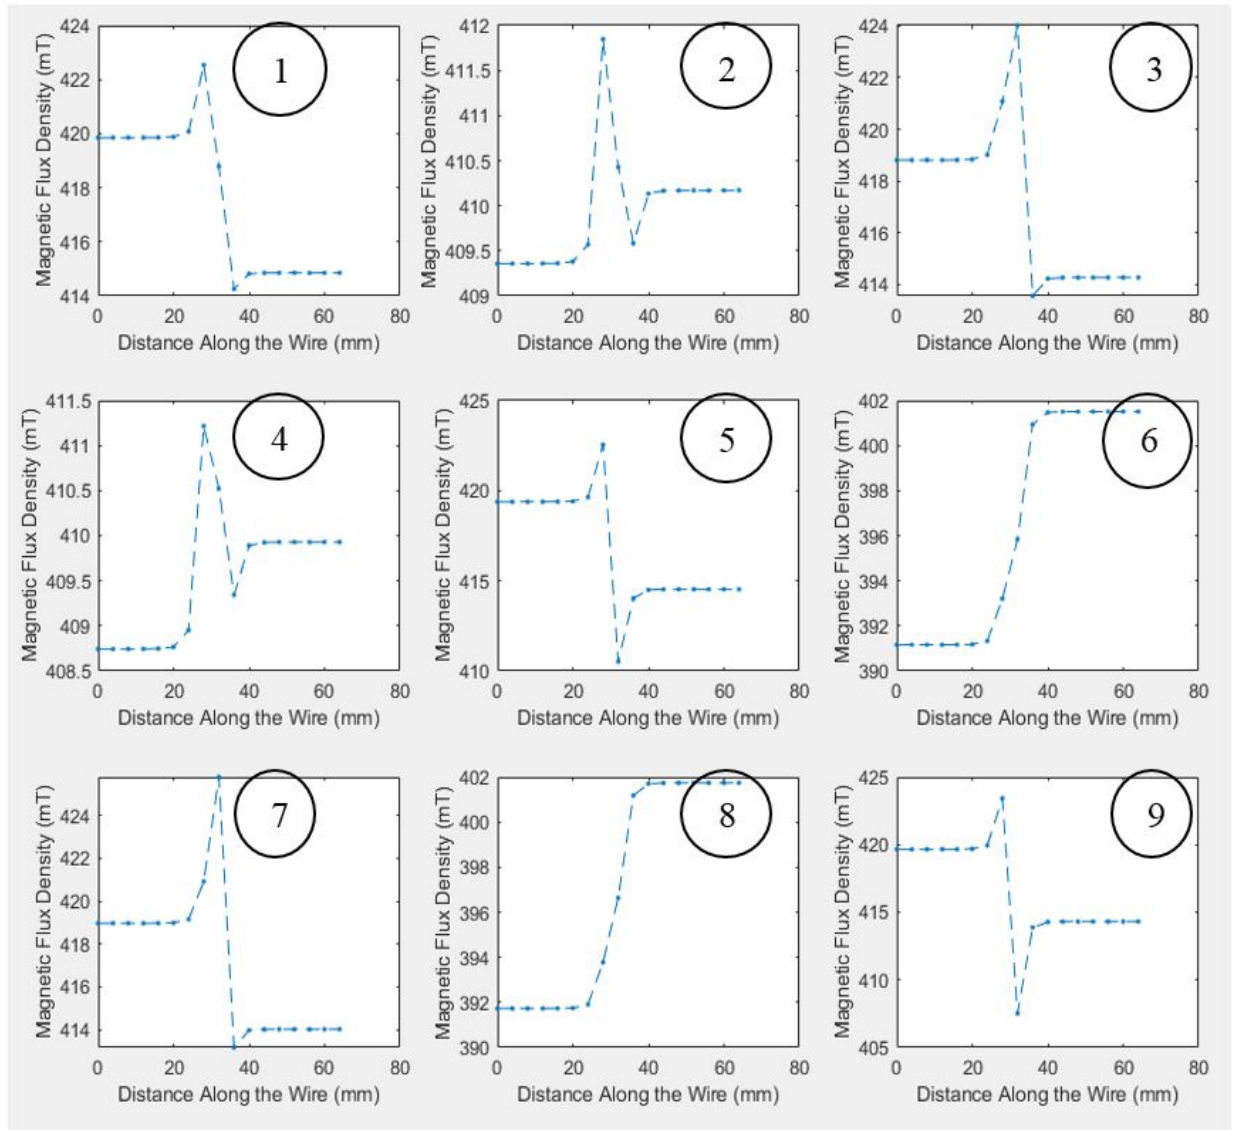 1
Magnetic Flux Density (mT)
424
422
420
418
416
414
0 20 40 60 80
Distance Along the Wire (mm)
2
Magnetic Flux Density (mT)
412
411.5
411
410.5
410
409.5
409
0 20 40 60 80
Distance Along the Wire (mm)
3
Magnetic Flux Density (mT)
424
422
420
418
416
414
0 20 40 60 80
Distance Along the Wire (mm)
4
Magnetic Flux Density (mT)
411.5
411
410.5
410
409.5
409
408.5
0 20 40 60 80
Distance Along the Wire (mm)
5
Magnetic Flux Density (mT)
425
420
415
410
0 20 40 60 80
Distance Along the Wire (mm)
6
Magnetic Flux Density (mT)
402
400
398
396
394
392
390
0 20 40 60 80
Distance Along the Wire (mm)
7
Magnetic Flux Density (mT)
424
422
420
418
416
414
0 20 40 60 80
Distance Along the Wire (mm)
8
Magnetic Flux Density (mT)
402
400
398
396
394
392
390
0 20 40 60 80
Distance Along the Wire (mm)
9
Magnetic Flux Density (mT)
425
420
415
410
405
0 20 40 60 80
Distance Along the Wire (mm)